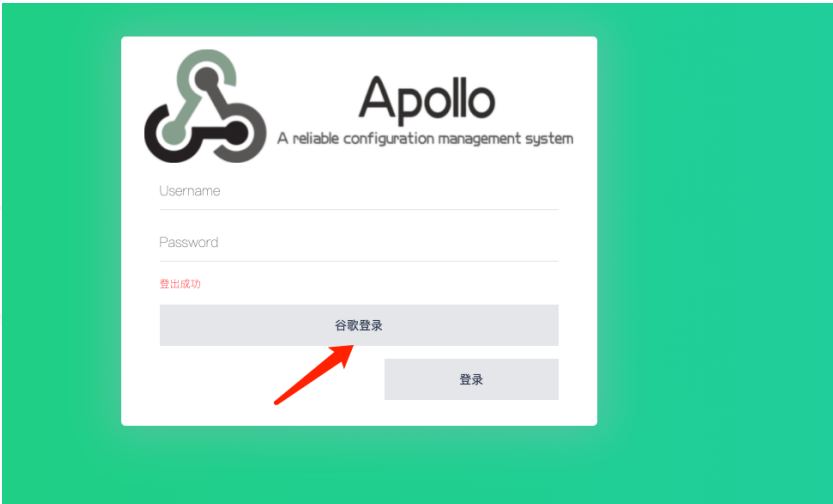 Apollo
A reliable configuration management system
Username
Password
登出成功
谷歌登录
登录